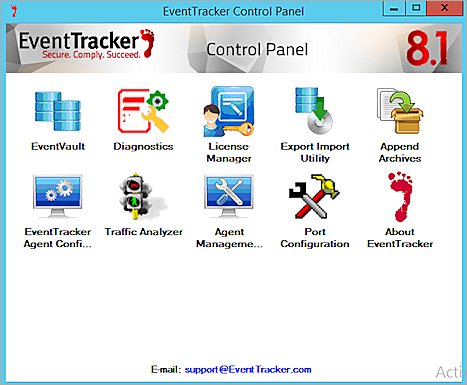 EventTracker Control Panel
EventTracker
Secure. Comply. Succeed.
Control Panel
8.1
EventVault
Diagnostics
License
Manager
Export Import
Utility
Append
Archives
EventTracker
Agent Confi...
Traffic Analyzer
Agent
Manageme...
Port
Configuration
About
EventTracker
E-mail: support@EventTracker.com
Acti